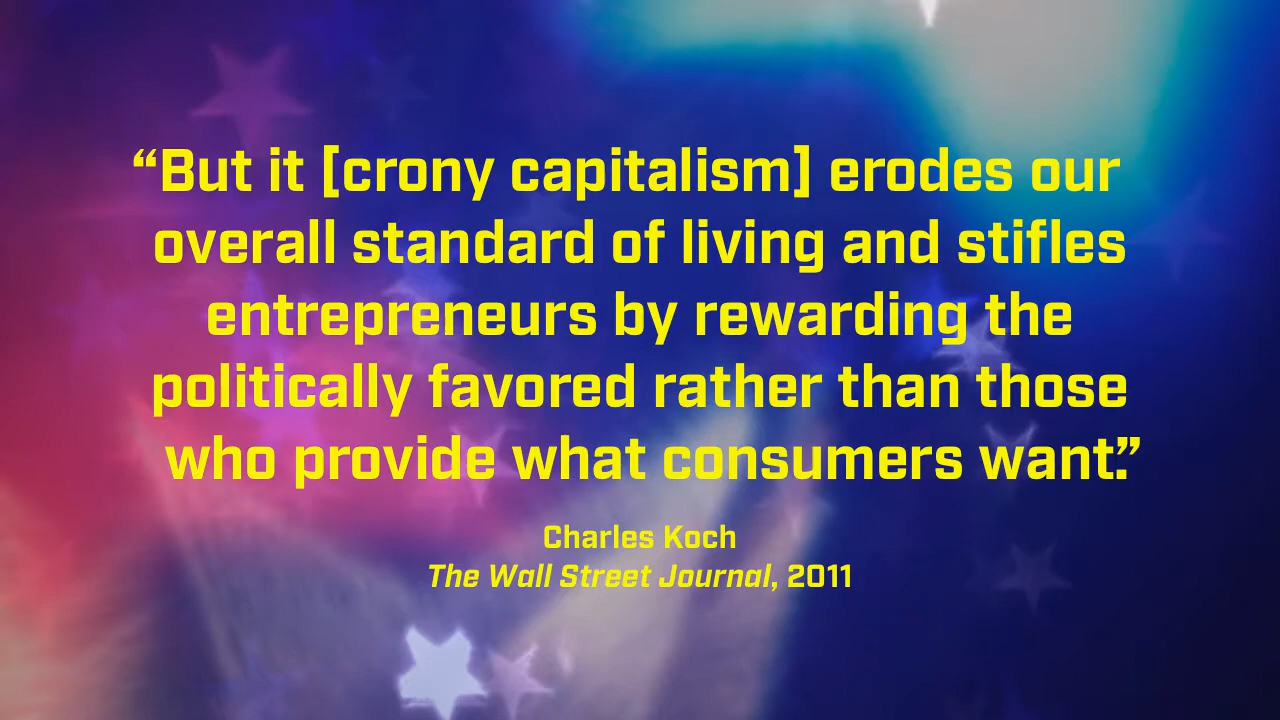 “But it [crony capitalism] erodes our
overall standard of living and stifles
entrepreneurs by rewarding the
politically favored rather than those
who provide what consumers want.”
Charles Koch
The Wall Street Journal, 2011